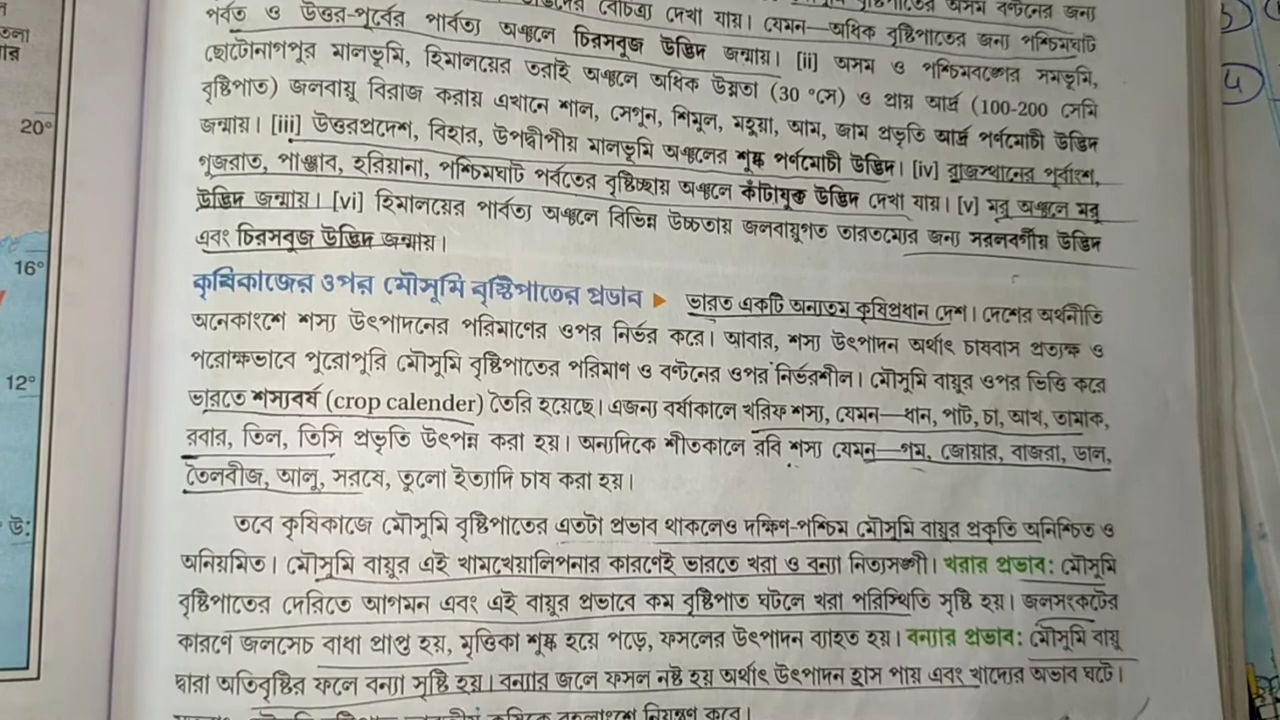 বৈচিত্র্য দেখা যায়। যেমন—অধিক বৃষ্টিপাতের জন্য পশ্চিমঘাট
পর্বত ও উত্তর-পূর্বের পার্বত্য অঞ্চলে চিরসবুজ উদ্ভিদ জন্মায়। [ii] অসম ও পশ্চিমবঙ্গের সমভূমি,
ছোটোনাগপুর মালভূমি, হিমালয়ের তরাই অঞ্চলে অধিক উষ্ণতা (30 °সে) ও প্রায় আর্দ্র (100-200 সেমি
বৃষ্টিপাত) জলবায়ু বিরাজ করায় এখানে শাল, সেগুন, শিমুল, মহুয়া, আম, জাম প্রভৃতি আর্দ্র পর্ণমোচী উদ্ভিদ
জন্মায়। [iii] উত্তরপ্রদেশ, বিহার, উপদ্বীপীয় মালভূমি অঞ্চলের শুষ্ক পর্ণমোচী উদ্ভিদ। [iv] রাজস্থানের পূর্বাংশ,
গুজরাত, পাঞ্জাব, হরিয়ানা, পশ্চিমঘাট পর্বতের বৃষ্টিচ্ছায় অঞ্চলে কাঁটাযুক্ত উদ্ভিদ দেখা যায়। [v] মরু অঞ্চলে মরু
উদ্ভিদ জন্মায়। [vi] হিমালয়ের পার্বত্য অঞ্চলে বিভিন্ন উচ্চতায় জলবায়ুগত তারতম্যের জন্য সরলবর্গীয় উদ্ভিদ
এবং চিরসবুজ উদ্ভিদ জন্মায়।
কৃষিকাজের ওপর মৌসুমি বৃষ্টিপাতের প্রভাব ▶ ভারত একটি অন্যতম কৃষিপ্রধান দেশ। দেশের অর্থনীতি
অনেকাংশে শস্য উৎপাদনের পরিমাণের ওপর নির্ভর করে। আবার, শস্য উৎপাদন অর্থাৎ চাষবাস প্রত্যক্ষ ও
পরোক্ষভাবে পুরোপুরি মৌসুমি বৃষ্টিপাতের পরিমাণ ও বণ্টনের ওপর নির্ভরশীল। মৌসুমি বায়ুর ওপর ভিত্তি করে
ভারতে শস্যবর্ষ (crop calender) তৈরি হয়েছে। এজন্য বর্ষাকালে খরিফ শস্য, যেমন—ধান, পাট, চা, আখ, তামাক,
রবার, তিল, তিসি প্রভৃতি উৎপন্ন করা হয়। অন্যদিকে শীতকালে রবি শস্য যেমন—গম, জোয়ার, বাজরা, ডাল,
তৈলবীজ, আলু, সরষে, তুলো ইত্যাদি চাষ করা হয়।
তবে কৃষিকাজে মৌসুমি বৃষ্টিপাতের এতটা প্রভাব থাকলেও দক্ষিণ-পশ্চিম মৌসুমি বায়ুর প্রকৃতি অনিশ্চিত ও
অনিয়মিত। মৌসুমি বায়ুর এই খামখেয়ালিপনার কারণেই ভারতে খরা ও বন্যা নিত্যসঙ্গী। খরার প্রভাব: মৌসুমি
বৃষ্টিপাতের দেরিতে আগমন এবং এই বায়ুর প্রভাবে কম বৃষ্টিপাত ঘটলে খরা পরিস্থিতি সৃষ্টি হয়। জলসংকটের
কারণে জলসেচ বাধা প্রাপ্ত হয়, মৃত্তিকা শুষ্ক হয়ে পড়ে, ফসলের উৎপাদন ব্যাহত হয়। বন্যার প্রভাব: মৌসুমি বায়ু
দ্বারা অতিবৃষ্টির ফলে বন্যা সৃষ্টি হয়। বন্যার জলে ফসল নষ্ট হয় অর্থাৎ উৎপাদন হ্রাস পায় এবং খাদ্যের অভাব ঘটে।
নিয়ন্ত্রণ করে।
20°
16°
12°
উ: